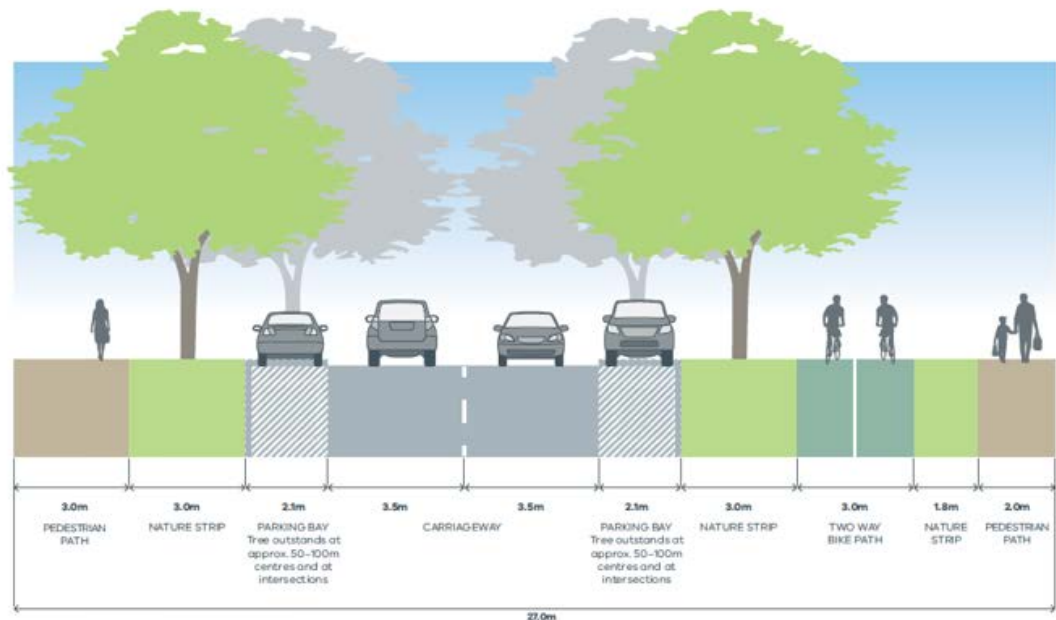 3.0m
PEDESTRIAN
PATH
3.0m
NATURE STRIP
2.1m
PARKING BAY
Tree outstands at
approx. 50-100m
centres and at
intersections
3.5m
3.5m
CARRIAGEWAY
2.1m
PARKING BAY
Tree outstands at
approx. 50-100m
centres and at
intersections
3.0m
NATURE STRIP
3.0m
TWO WAY
BIKE PATH
1.8m
NATURE
STRIP
2.0m
PEDESTRIAN
PATH
27.0m